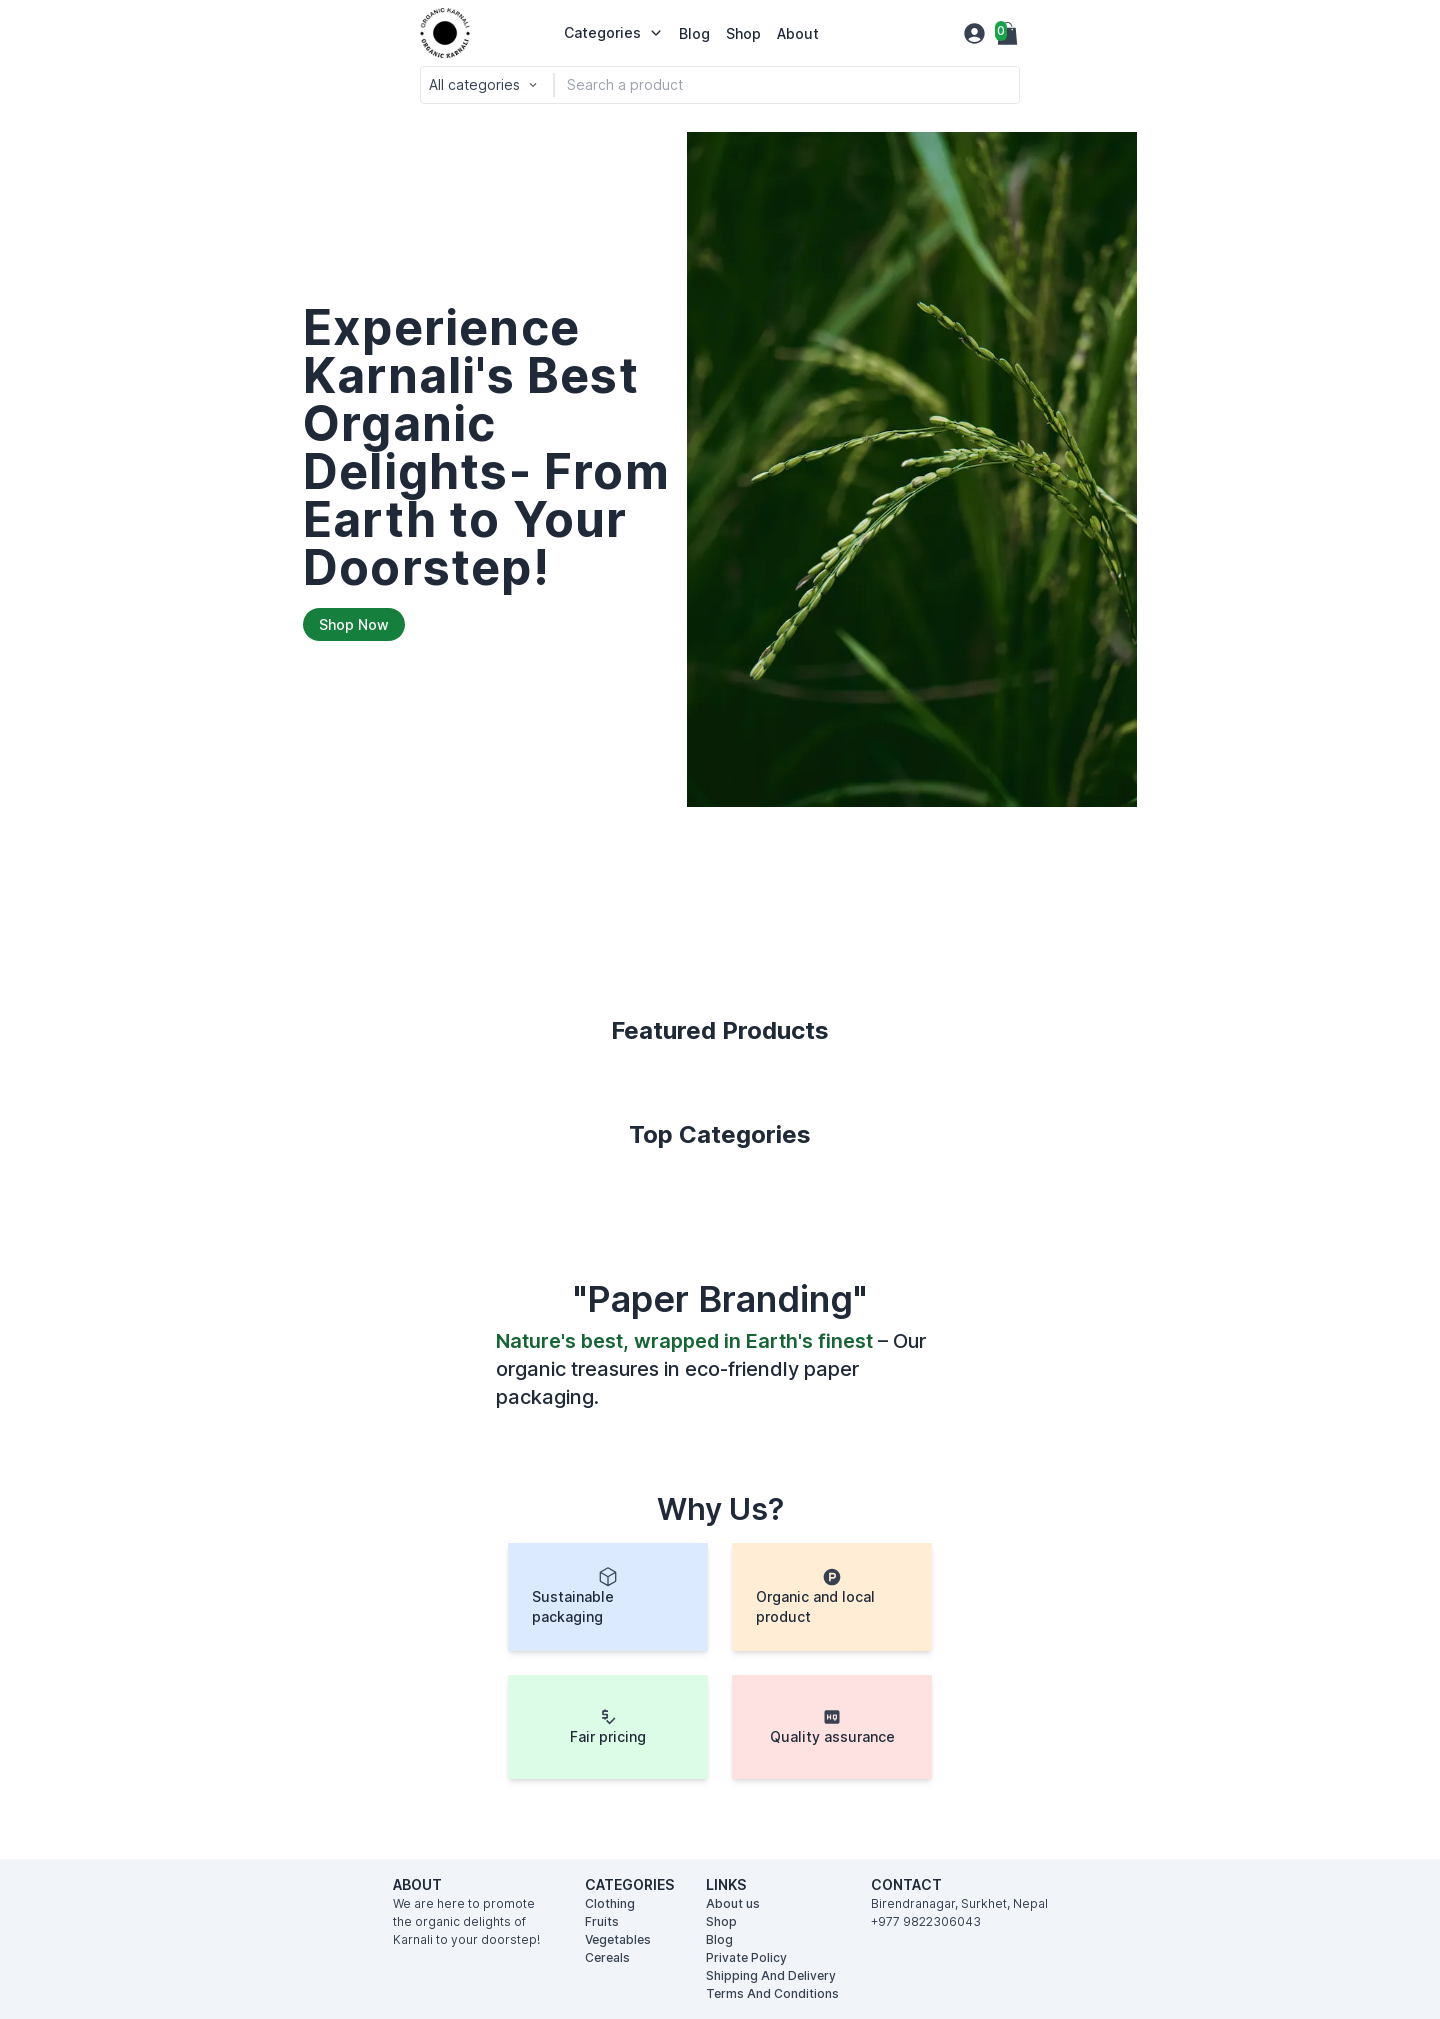 ORGANIC KARNALI
ORGANIC KARNALI
Categories
Blog
Shop
About
0
All categories
Search a product
Experience
Karnali's Best
Organic
Delights- From
Earth to Your
Doorstep!
Shop Now
Featured Products
Top Categories
"Paper Branding"
Nature's best, wrapped in Earth's finest – Our
organic treasures in eco-friendly paper
packaging.
Why Us?
Sustainable
packaging
P
Organic and local
product
$
Fair pricing
HQ
Quality assurance
ABOUT
We are here to promote
the organic delights of
Karnali to your doorstep!
CATEGORIES
Clothing
Fruits
Vegetables
Cereals
LINKS
About us
Shop
Blog
Private Policy
Shipping And Delivery
Terms And Conditions
CONTACT
Birendranagar, Surkhet, Nepal
+977 9822306043